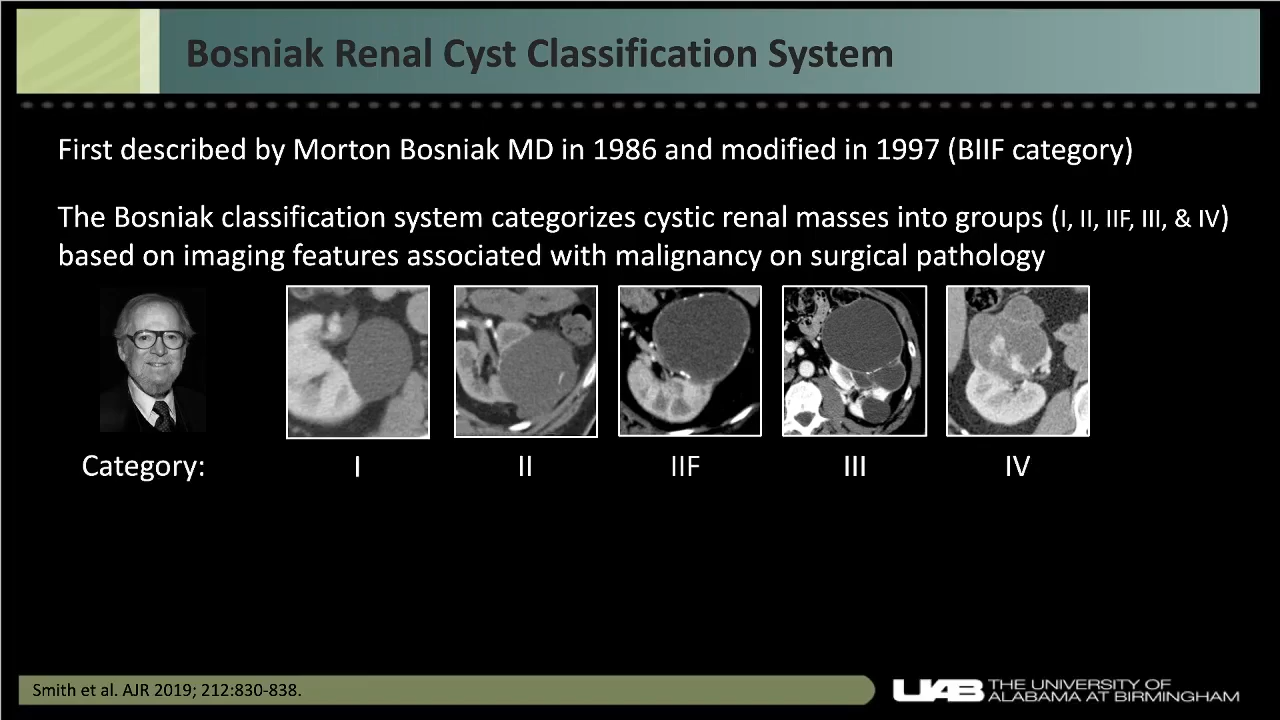 Bosniak Renal Cyst Classification System
First described by Morton Bosniak MD in 1986 and modified in 1997 (BIIF category)
The Bosniak classification system categorizes cystic renal masses into groups (I, II, IIF, III, & IV)
based on imaging features associated with malignancy on surgical pathology
Category: I II IIF III IV
Smith et al. AJR 2019; 212:830-838.
UAB THE UNIVERSITY OF
ALABAMA AT BIRMINGHAM